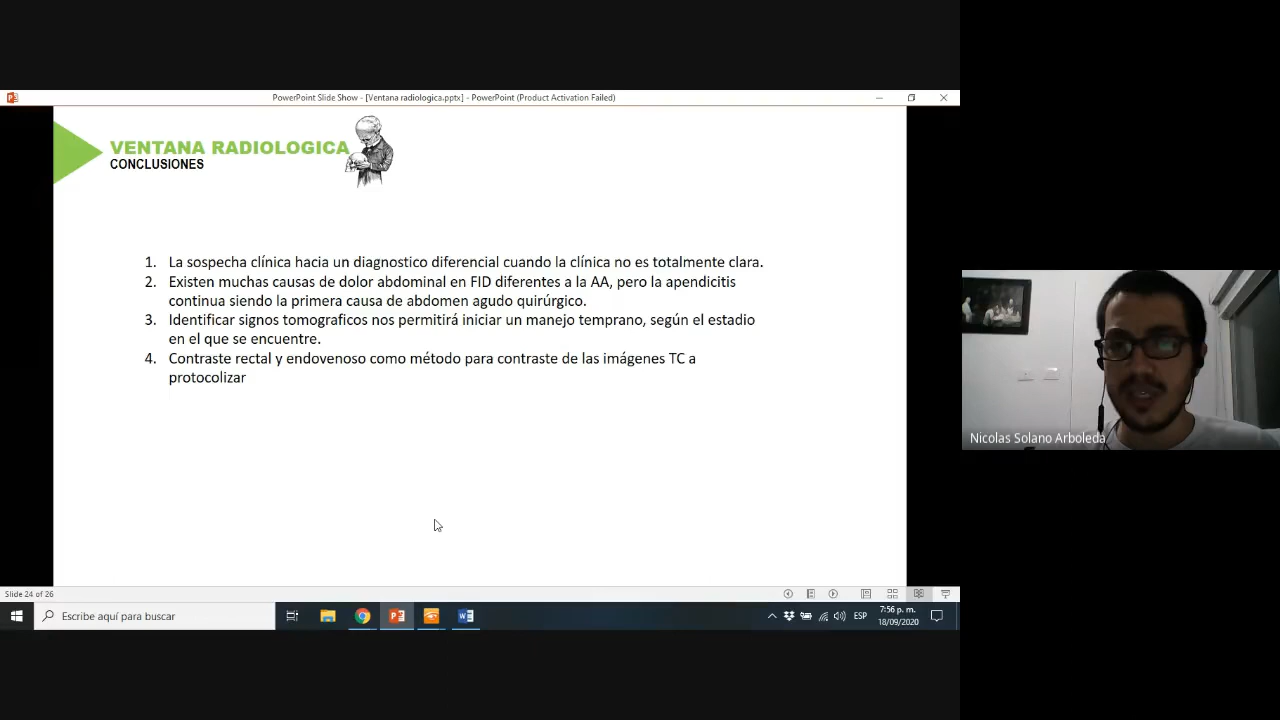 PowerPoint Slide Show - [Ventana radiologica.pptx] - PowerPoint (Product Activation Failed)
VENTANA RADIOLOGICA
CONCLUSIONES
1. La sospecha clínica hacia un diagnostico diferencial cuando la clínica no es totalmente clara.
2. Existen muchas causas de dolor abdominal en FID diferentes a la AA, pero la apendicitis
continua siendo la primera causa de abdomen agudo quirúrgico.
3. Identificar signos tomograficos nos permitirá iniciar un manejo temprano, según el estadio
en el que se encuentre.
4. Contraste rectal y endovenoso como método para contraste de las imágenes TC a
protocolizar
Nicolas Solano Arboleda
Slide 24 of 26
Escribe aquí para buscar
ESP
7:56 p. m.
18/09/2020